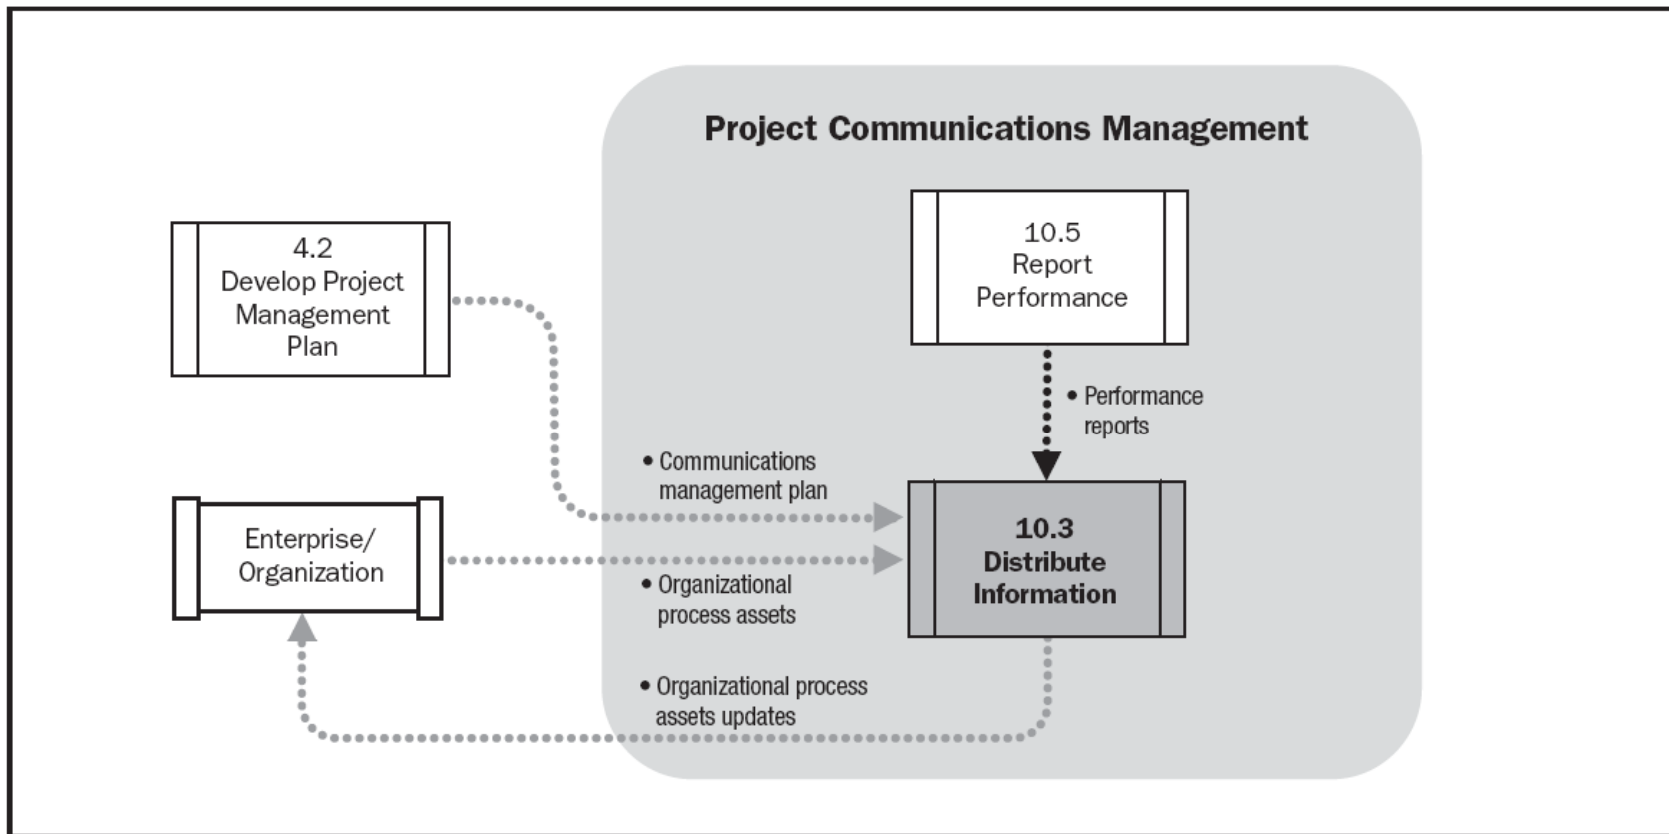 Project Communications Management
4.2
Develop Project
Management
Plan
10.5
Report
Performance
• Performance
reports
• Communications
management plan
Enterprise/
Organization
10.3
Distribute
Information
• Organizational
process assets
• Organizational process
assets updates